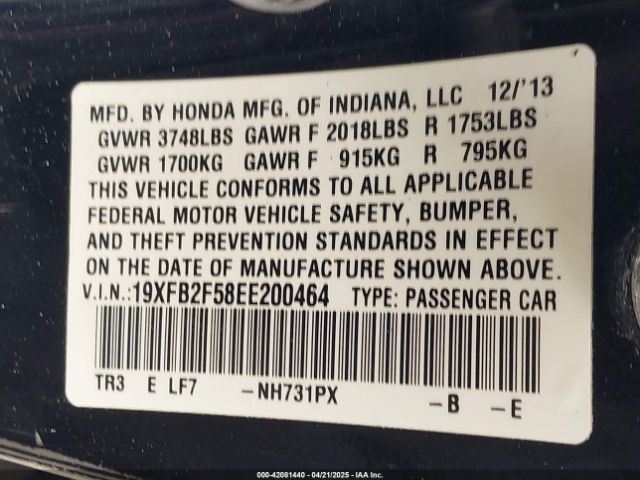 MFD. BY HONDA MFG. OF INDIANA, LLC 12/'13
GVWR 3748LBS GAWR F 2018LBS R 1753LBS
GVWR 1700KG GAWR F 915KG R 795KG
THIS VEHICLE CONFORMS TO ALL APPLICABLE
FEDERAL MOTOR VEHICLE SAFETY, BUMPER,
AND THEFT PREVENTION STANDARDS IN EFFECT
ON THE DATE OF MANUFACTURE SHOWN ABOVE.
V.I.N.:19XFB2F58EE200464 TYPE: PASSENGER CAR
TR3 E LF7 -NH731PX -B -E
000-42081440 - 04/21/2025 - IAA Inc.